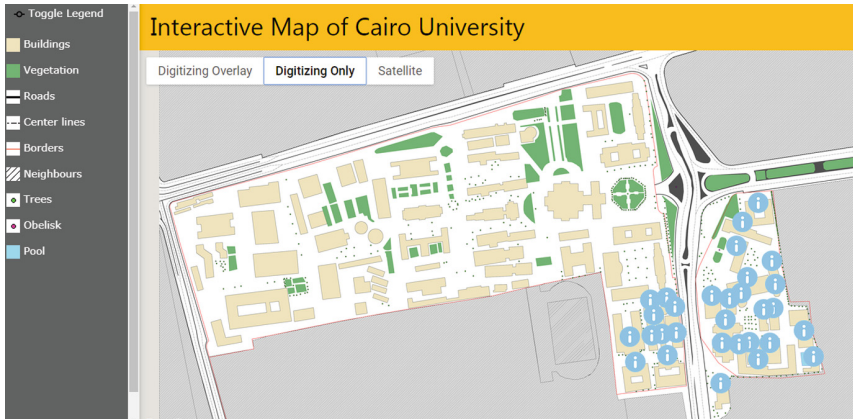 Toggle Legend
Buildings
Vegetation
Roads
Center lines
Borders
Neighbours
Trees
Obelisk
Pool
Interactive Map of Cairo University
Digitizing Overlay Digitizing Only Satellite